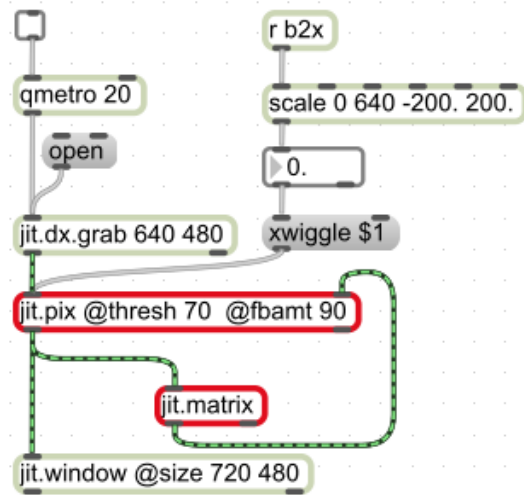 r b2x
qmetro 20
scale 0 640 -200. 200.
open
0.
jit.dx.grab 640 480
xwiggle $1
jit.pix @thresh 70  @fbamt 90
jit.matrix
jit.window @size 720 480